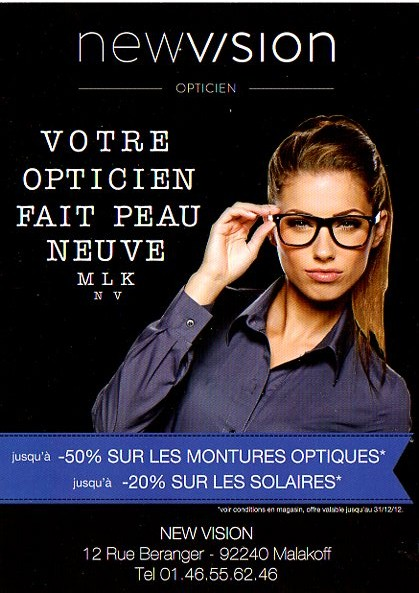 newvision
OPTICIEN
VOTRE
OPTICIEN
FAIT PEAU
NEUVE
MLK
NV
jusqu'à -50% SUR LES MONTURES OPTIQUES*
jusqu'à -20% SUR LES SOLAIRES*
*voir conditions en magasin, offre valable jusqu'au 31/12/12.
NEW VISION
12 Rue Beranger - 92240 Malakoff
Tel 01.46.55.62.46